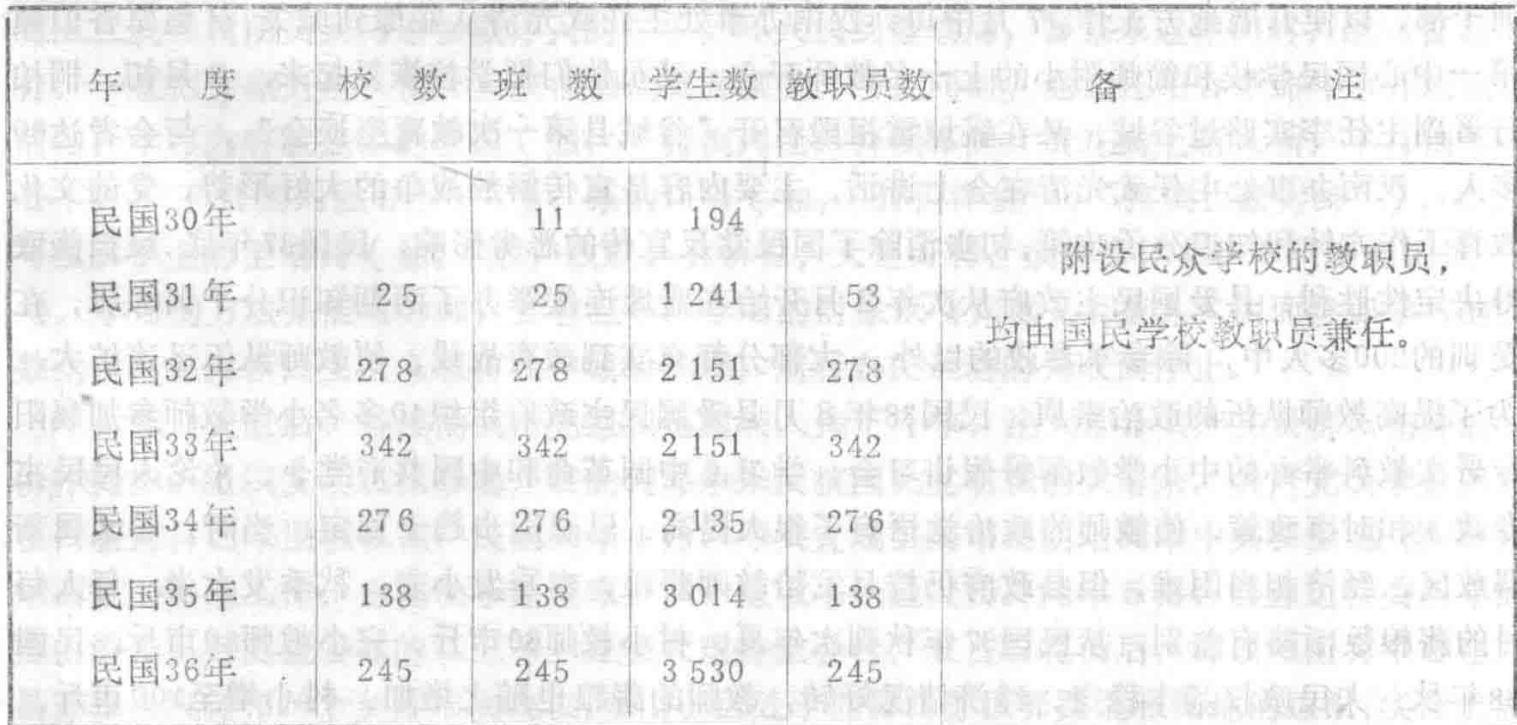 年 度 校 数 班 数 学生数 教职员数 备 注
民国30年 11 194
附设民众学校的教职员，
民国31年 25 25 1 241 53
均由国民学校教职员兼任。
民国32年 278 278 2 151 278
民国33年 342 342 2 151 342
民国34年 276 276 2 135 276
民国35年 138 138 3 014 138
民国36年 245 245 3 530 245